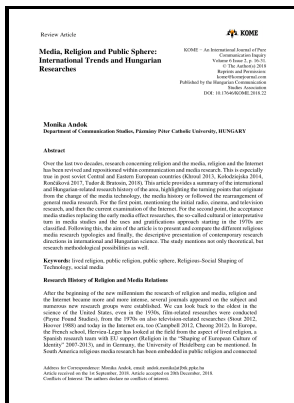 Review Article
KOME
Media, Religion and Public Sphere:
International Trends and Hungarian
Researches
KOME − An International Journal of Pure
Communication Inquiry
Volume 6 Issue 2, p. 16-31.
© The Author(s) 2018
Reprints and Permission:
kome@komejournal.com
Published by the Hungarian Communication
Studies Association
DOI: 10.17646/KOME.2018.22
Monika Andok
Department of Communication Studies, Pázmány Péter Catholic University, HUNGARY
Abstract
Over the last two decades, research concerning religion and the media, religion and the Internet
has been revived and repositioned within communication and media research. This is especially
true in post soviet Central and Eastern European countries (Khroul 2013, Kołodziejska 2014,
Rončáková 2017, Tudor & Bratosin, 2018). This article provides a summary of the international
and Hungarian-related research history of the area, highlighting the turning points that originate
from the change of the media technology, the media theory or followed the rearrangement of
general media research. For the first point, mentioning the initial radio, cinema, and television
research, and then the current examination of the Internet. For the second point, the acceptance
media studies replacing the early media effect researches, the so-called cultural or interpretative
turn in media studies and the uses and gratifications approach starting in the 1970s are
classified. Following this, the aim of the article is to present and compare the different religious
media research typologies and finally, the descriptive presentation of contemporary research
directions in international and Hungarian science. The study mentions not only theoretical, but
research methodological possibilities as well.
Keywords: lived religion, public religion, public sphere, Religious-Social Shaping of
Technology, social media
Research History of Religion and Media Relations
After the beginning of the new millennium the research of religion and media, religion and
the Internet became more and more intense, several journals appeared on the subject and
numerous new research groups were established. We can look back to the oldest in the
science of the United States, even in the 1930s, film-related researches were conducted
(Payne Found Studies), from the 1970s on also television-related researches (Stout 2012,
Hoover 1988) and today in the Internet era, too (Campbell 2012, Cheong 2012). In Europe,
the French school, Hervieu-Leger has looked at the field from the aspect of lived religion, a
Spanish research team with EU support (Religion in the "Shaping of European Culture of
Identity" 2007-2013), and in Germany, the University of Heidelberg can be mentioned. In
South America religious media research has been embedded in public religion and connected
Address for Correspondence: Monika Andok, email: andok.monika@btk.ppke.hu
Article received on the 1st September, 2018. Article accepted on 20th December, 2018.
Conflicts of Interest: The authors declare no conflicts of interest.